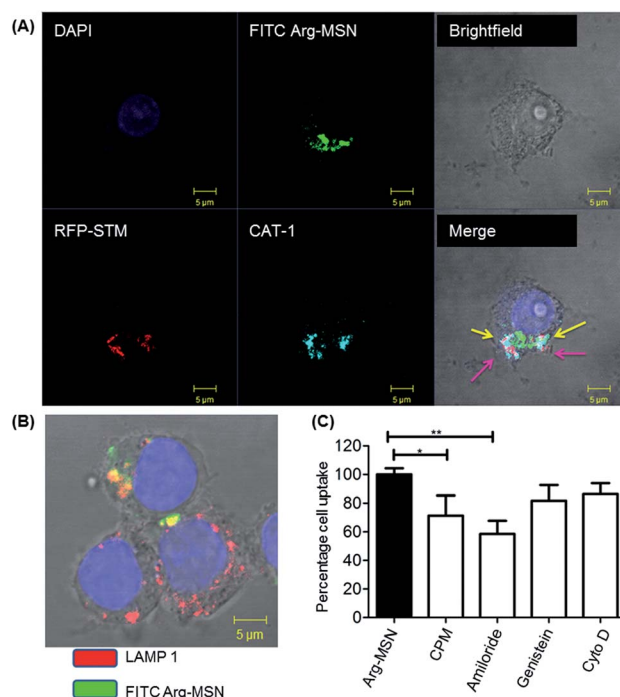 (A)
DAPI
FITC Arg-MSN
Brightfield
5 µm
5 µm
5 µm
RFP-STM
CAT-1
Merge
5 µm
5 µm
5 µm
(B)
5 µm
LAMP 1
FITC Arg-MSN
(C)
Percentage cell uptake
120
100
80
60
40
20
0
**
*
Arg-MSN
CPM
Amiloride
Genistein
Cyto D